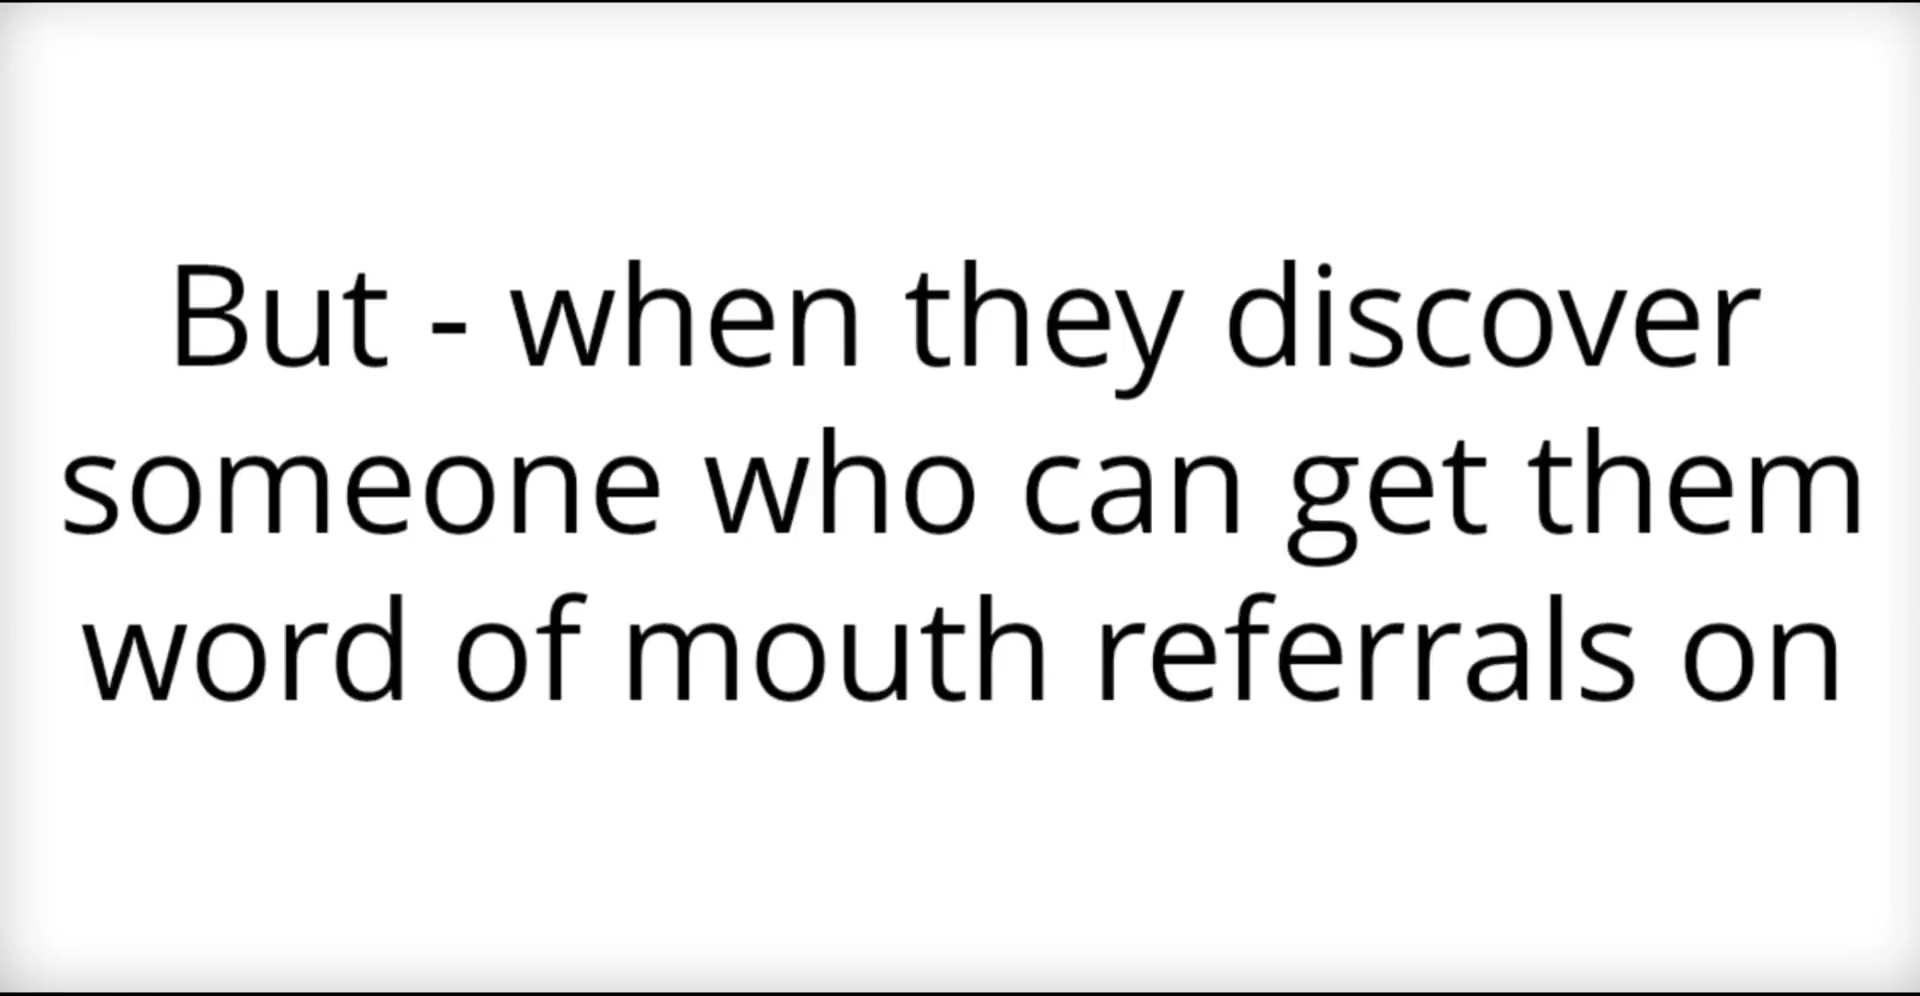 But - when they discover
someone who can get them
word of mouth referrals on